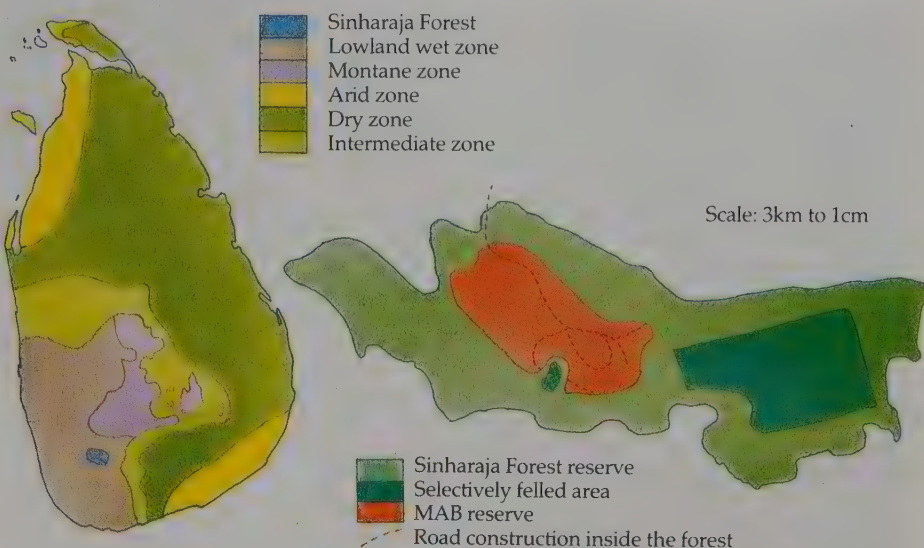 Sinharaja Forest
Lowland wet zone
Montane zone
Arid zone
Dry zone
Intermediate zone
Scale: 3km to 1cm
Sinharaja Forest reserve
Selectively felled area
MAB reserve
Road construction inside the forest